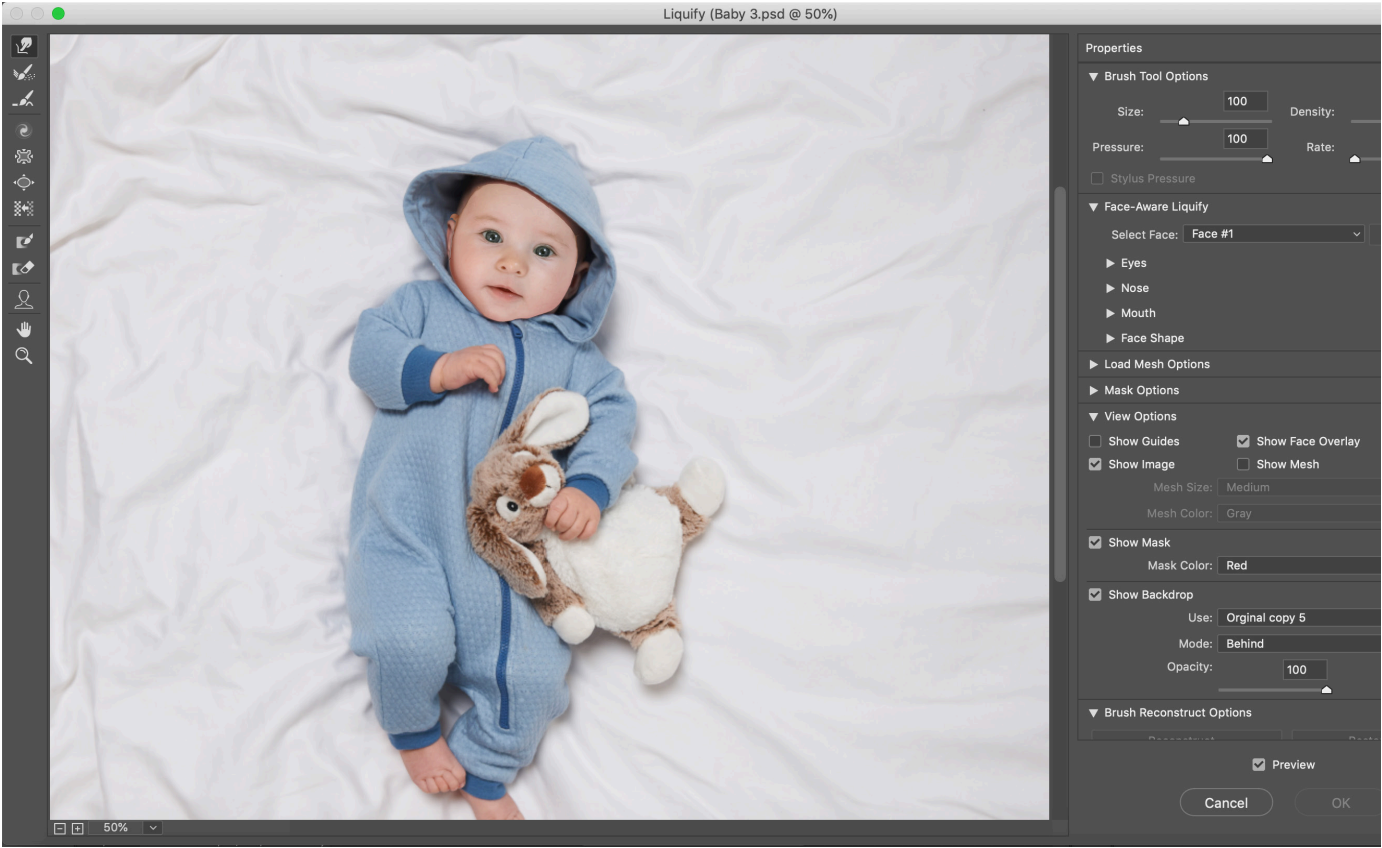 Liquify (Baby 3.psd @ 50%)
Properties
Brush Tool Options
Size: 100 Density:
Pressure: 100 Rate:
Stylus Pressure
Face-Aware Liquify
Select Face: Face #1
Eyes
Nose
Mouth
Face Shape
Load Mesh Options
Mask Options
View Options
Show Guides Show Face Overlay
Show Image Show Mesh
Mesh Size: Medium
Mesh Color: Gray
Show Mask
Mask Color: Red
Show Backdrop
Use: Orginal copy 5
Mode: Behind
Opacity: 100
Brush Reconstruct Options
Preview
Cancel OK
50%